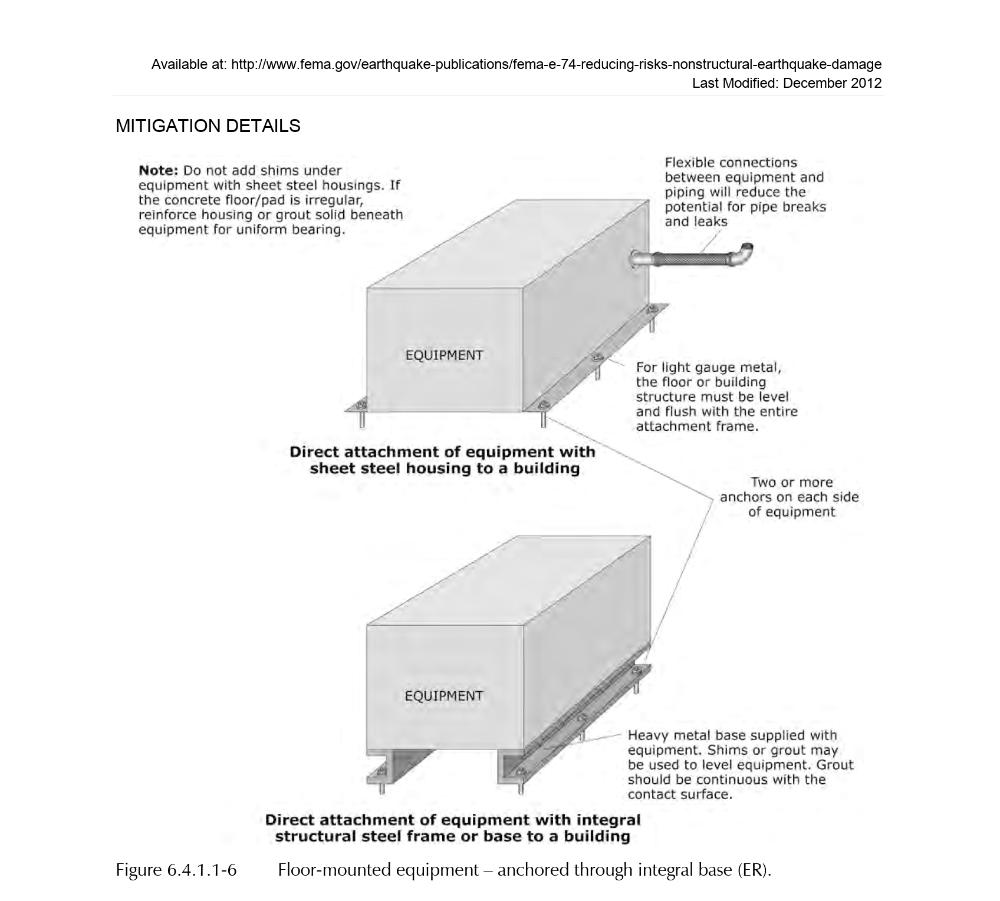 Available at: http://www.fema.gov/earthquake-publications/fema-e-74-reducing-risks-nonstructural-earthquake-damage
Last Modified: December 2012
MITIGATION DETAILS
Note: Do not add shims under
equipment with sheet steel housings. If
the concrete floor/pad is irregular,
reinforce housing or grout solid beneath
equipment for uniform bearing.
Flexible connections
between equipment and
piping will reduce the
potential for pipe breaks
and leaks
EQUIPMENT
For light gauge metal,
the floor or building
structure must be level
and flush with the entire
attachment frame.
Direct attachment of equipment with
sheet steel housing to a building
Two or more
anchors on each side
of equipment
EQUIPMENT
Heavy metal base supplied with
equipment. Shims or grout may
be used to level equipment. Grout
should be continuous with the
contact surface.
Direct attachment of equipment with integral
structural steel frame or base to a building
Figure 6.4.1.1-6 Floor-mounted equipment – anchored through integral base (ER).